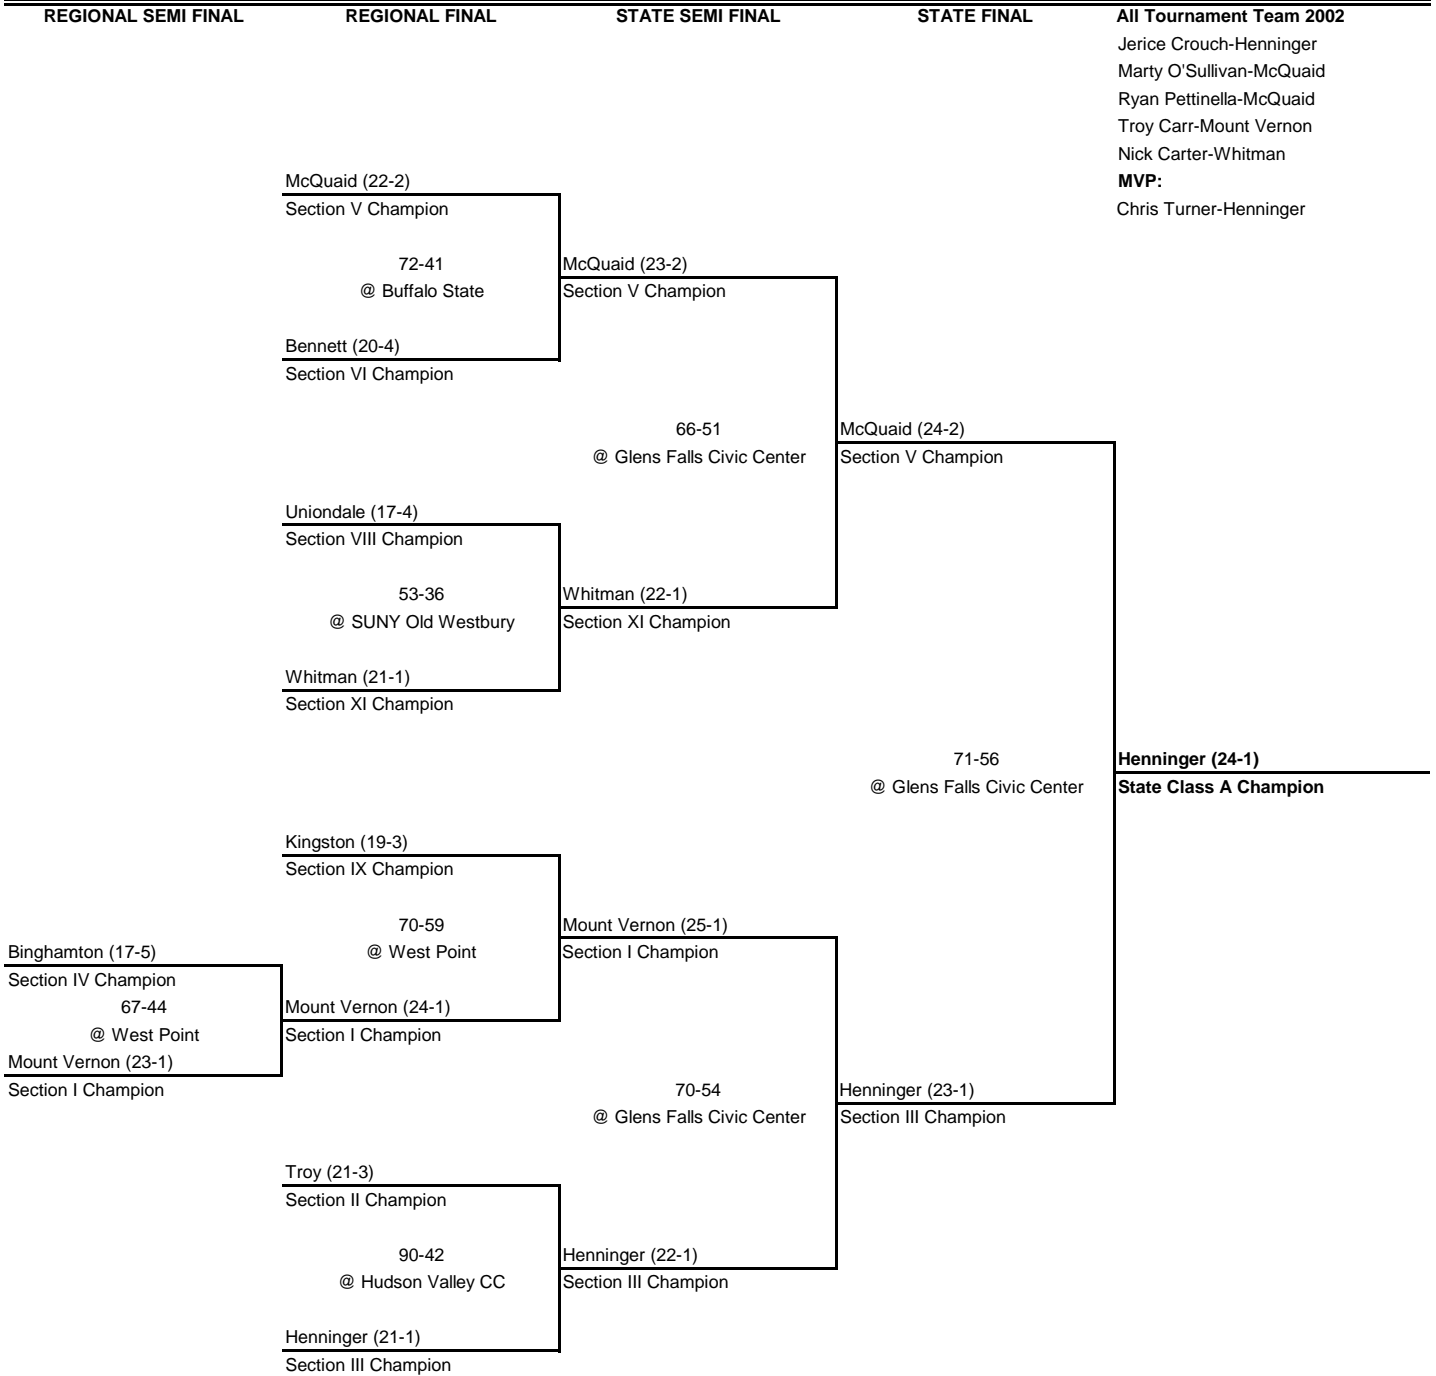 REGIONAL SEMI FINAL
REGIONAL FINAL
STATE SEMI FINAL
STATE FINAL
All Tournament Team 2002
Jerice Crouch-Henninger
Marty O'Sullivan-McQuaid
Ryan Pettinella-McQuaid
Troy Carr-Mount Vernon
Nick Carter-Whitman
MVP:
Chris Turner-Henninger
McQuaid (22-2)
Section V Champion
72-41
@ Buffalo State
McQuaid (23-2)
Section V Champion
Bennett (20-4)
Section VI Champion
66-51
@ Glens Falls Civic Center
McQuaid (24-2)
Section V Champion
Uniondale (17-4)
Section VIII Champion
53-36
@ SUNY Old Westbury
Whitman (22-1)
Section XI Champion
Whitman (21-1)
Section XI Champion
71-56
@ Glens Falls Civic Center
Henninger (24-1)
State Class A Champion
Kingston (19-3)
Section IX Champion
70-59
@ West Point
Mount Vernon (25-1)
Section I Champion
Binghamton (17-5)
Section IV Champion
67-44
@ West Point
Mount Vernon (24-1)
Section I Champion
Mount Vernon (23-1)
Section I Champion
70-54
@ Glens Falls Civic Center
Henninger (23-1)
Section III Champion
Troy (21-3)
Section II Champion
90-42
@ Hudson Valley CC
Henninger (22-1)
Section III Champion
Henninger (21-1)
Section III Champion